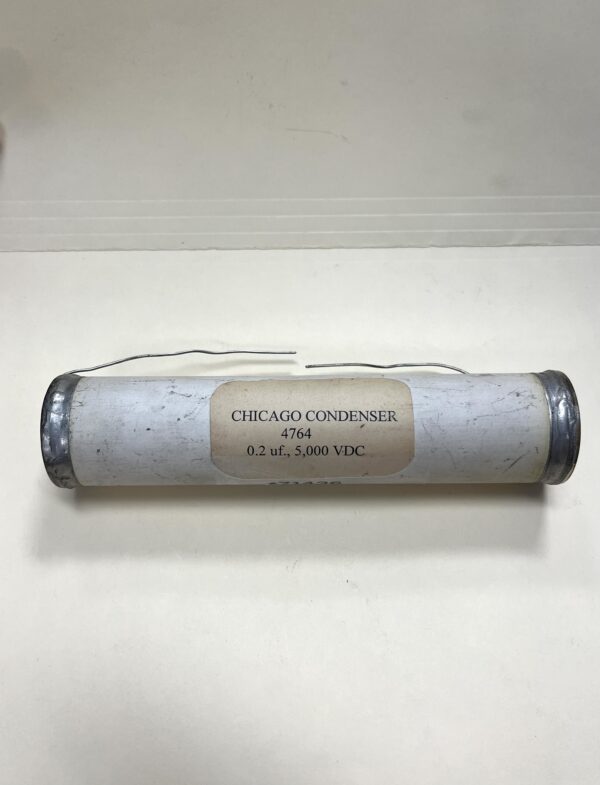 CHICAGO CONDENSER
4764
0.2 uf., 5,000 VDC